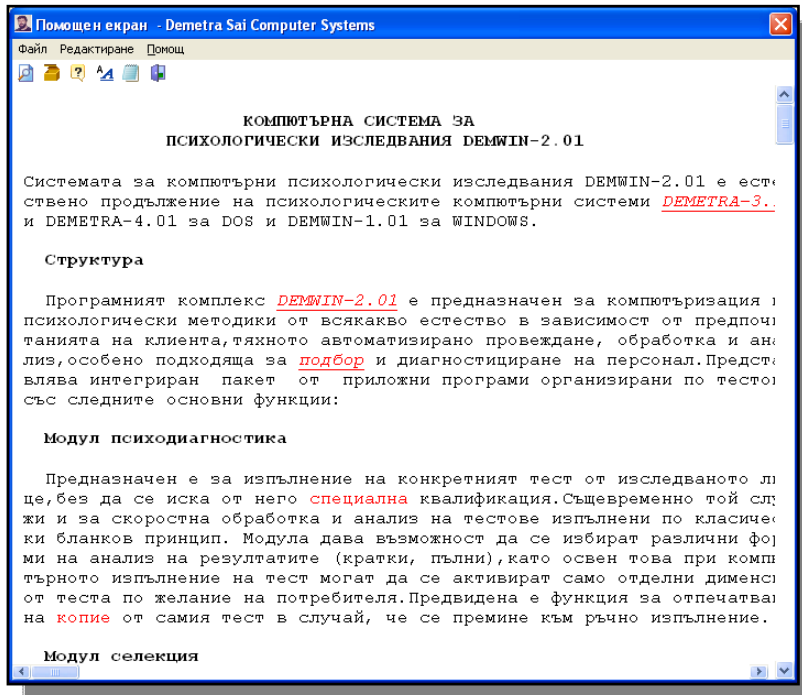 Помощен екран - Demetra Sai Computer Systems
Файл Редактиране Помощ
КОМПЮТЪРНА СИСТЕМА ЗА
ПСИХОЛОГИЧЕСКИ ИЗСЛЕДВАНИЯ DEMWIN-2.01
Системата за компютърни психологически изследвания DEMWIN-2.01 е есте
ствено продължение на психологическите компютърни системи DEMETRA-3.
и DEMETRA-4.01 за DOS и DEMWIN-1.01 за WINDOWS.
Структура
Програмният комплекс DEMWIN-2.01 е предназначен за компютъризация
психологически методики от всякакво естество в зависимост от предпочи
танията на клиента,тяхното автоматизирано провеждане, обработка и ана
лиз,особено подходяща за подбор и диагностициране на персонал.Предста
влява интегриран пакет от приложни програми организирани по тестов
със следните основни функции:
Модул психодиагностика
Предназначен е за изпълнение на конкретният тест от изследваното ли
це,без да се иска от него специална квалификация.Същевременно той слу
жи и за скоростна обработка и анализ на тестове изпълнени по класичес
ки бланков принцип. Модула дава възможност да се избират различни фор
ми на анализ на резултатите (кратки, пълни),като освен това при компю
търното изпълнение на тест могат да се активират само отделни дименси
от теста по желание на потребителя.Предвидена е функция за отпечатван
на копие от самия тест в случай, че се премине към ръчно изпълнение.
Модул селекция